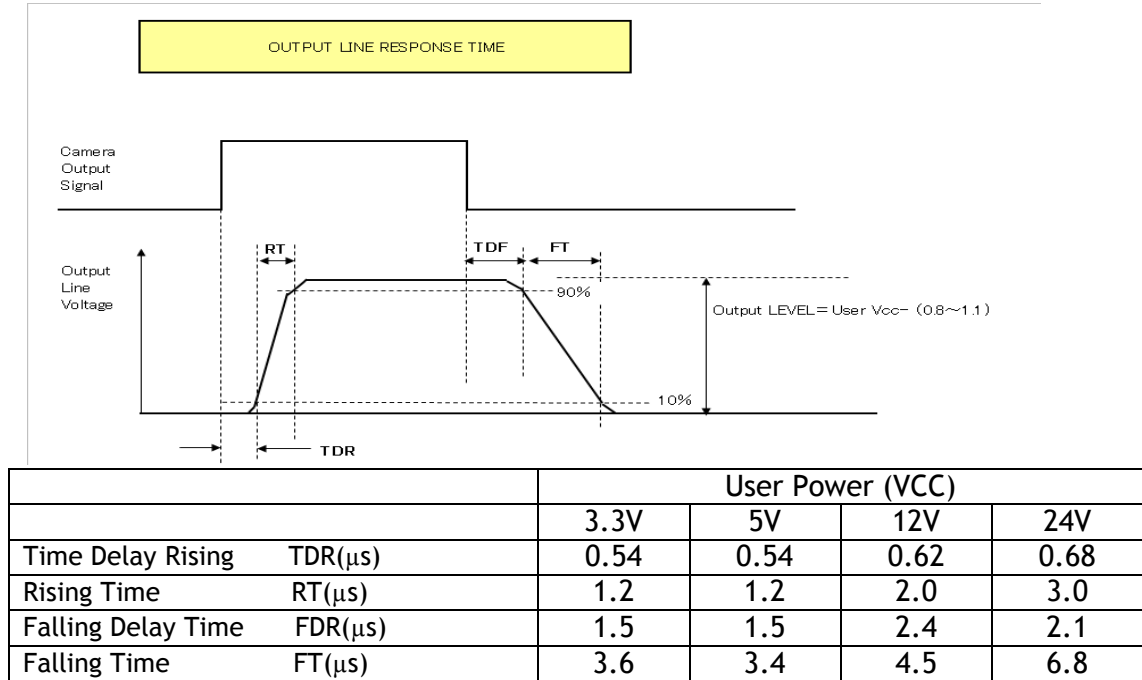 OUTPUT LINE RESPONSE TIME
Camera
Output
Signal
RT
TDF
FT
Output
Line
Voltage
90%
Output LEVEL=User Vcc- (0.8~1.1)
10%
TDR
User Power (VCC)
3.3V 5V 12V 24V
Time Delay Rising TDR(μs) 0.54 0.54 0.62 0.68
Rising Time RT(μs) 1.2 1.2 2.0 3.0
Falling Delay Time FDR(μs) 1.5 1.5 2.4 2.1
Falling Time FT(μs) 3.6 3.4 4.5 6.8